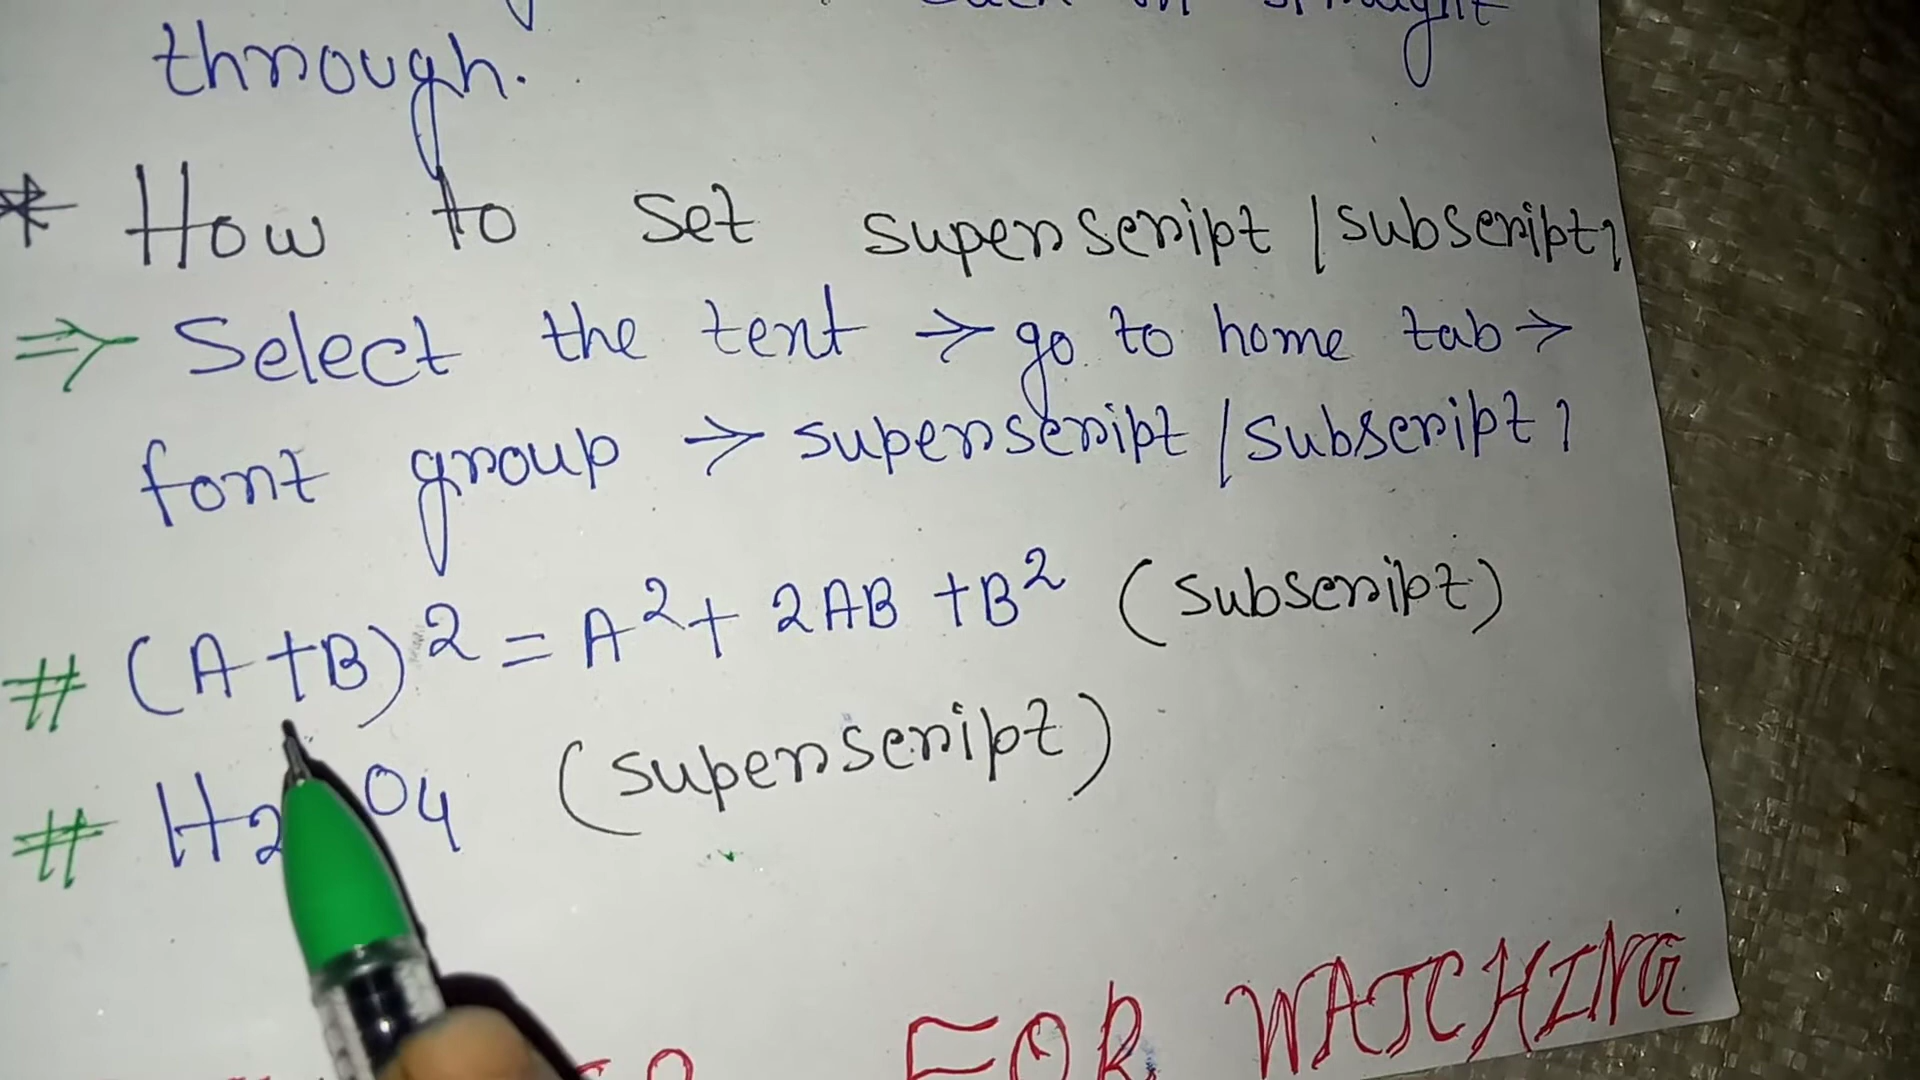 through.
* How to set superscript / subscript,
⇒ Select the text → go to home tab →
font group → superscript / subscript,
# (A+B)² = A² + 2AB + B² (subscript)
# H₂ O₄ (superscript)
FOR WATCHING